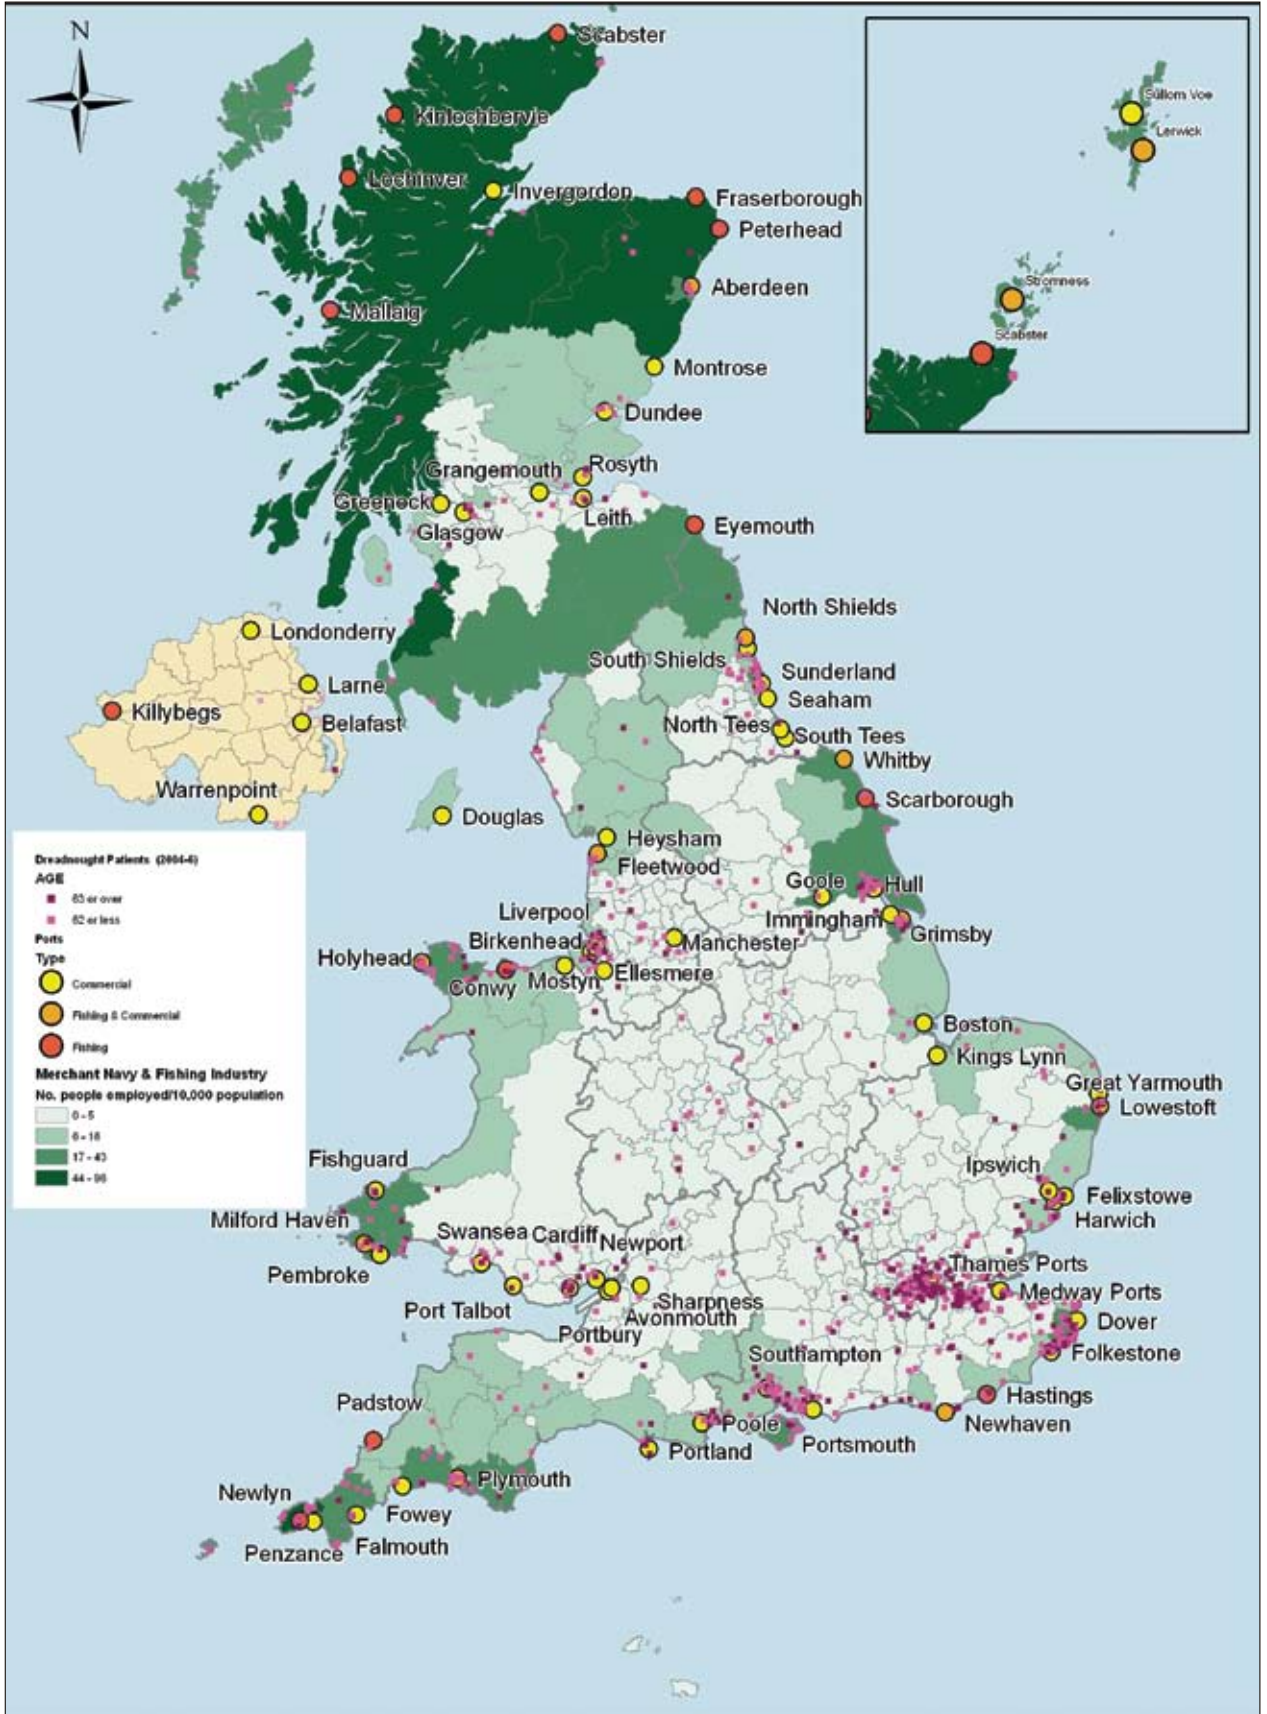 N
Scabster
Süllom Voe
Kinlochbervie
Lerwick
Lochinver
Invergordon
Fraserborough
Peterhead
Aberdeen
Stromness
Mallaig
Scabster
Montrose
Dundee
Grangemouth
Rosyth
Greenock
Leith
Glasgow
Eyemouth
North Shields
Londonderry
South Shields
Sunderland
Larne
Seaham
Killybegs
Belafast
North Tees
South Tees
Whitby
Warrenpoint
Scarborough
Douglas
Heysham
Fleetwood
Goole
Hull
Liverpool
Immingham
Grimsby
Birkenhead
Manchester
Holyhead
Conwy
Mostyn
Ellesmere
Boston
Kings Lynn
Great Yarmouth
Lowestoft
Dreadnought Patients (2004-6)
AGE
63 or over
62 or less
Ports
Type
Commercial
Fishing & Commercial
Fishing
Merchant Navy & Fishing Industry
No. people employed/10,000 population
0 - 5
6 - 16
17 - 43
44 - 96
Fishguard
Ipswich
Felixstowe
Harwich
Milford Haven
Swansea
Cardiff
Newport
Pembroke
Thames Ports
Medway Ports
Port Talbot
Sharpness
Avonmouth
Portbury
Dover
Folkestone
Southampton
Padstow
Hastings
Newhaven
Poole
Portsmouth
Portland
Plymouth
Newlyn
Fowey
Penzance
Falmouth